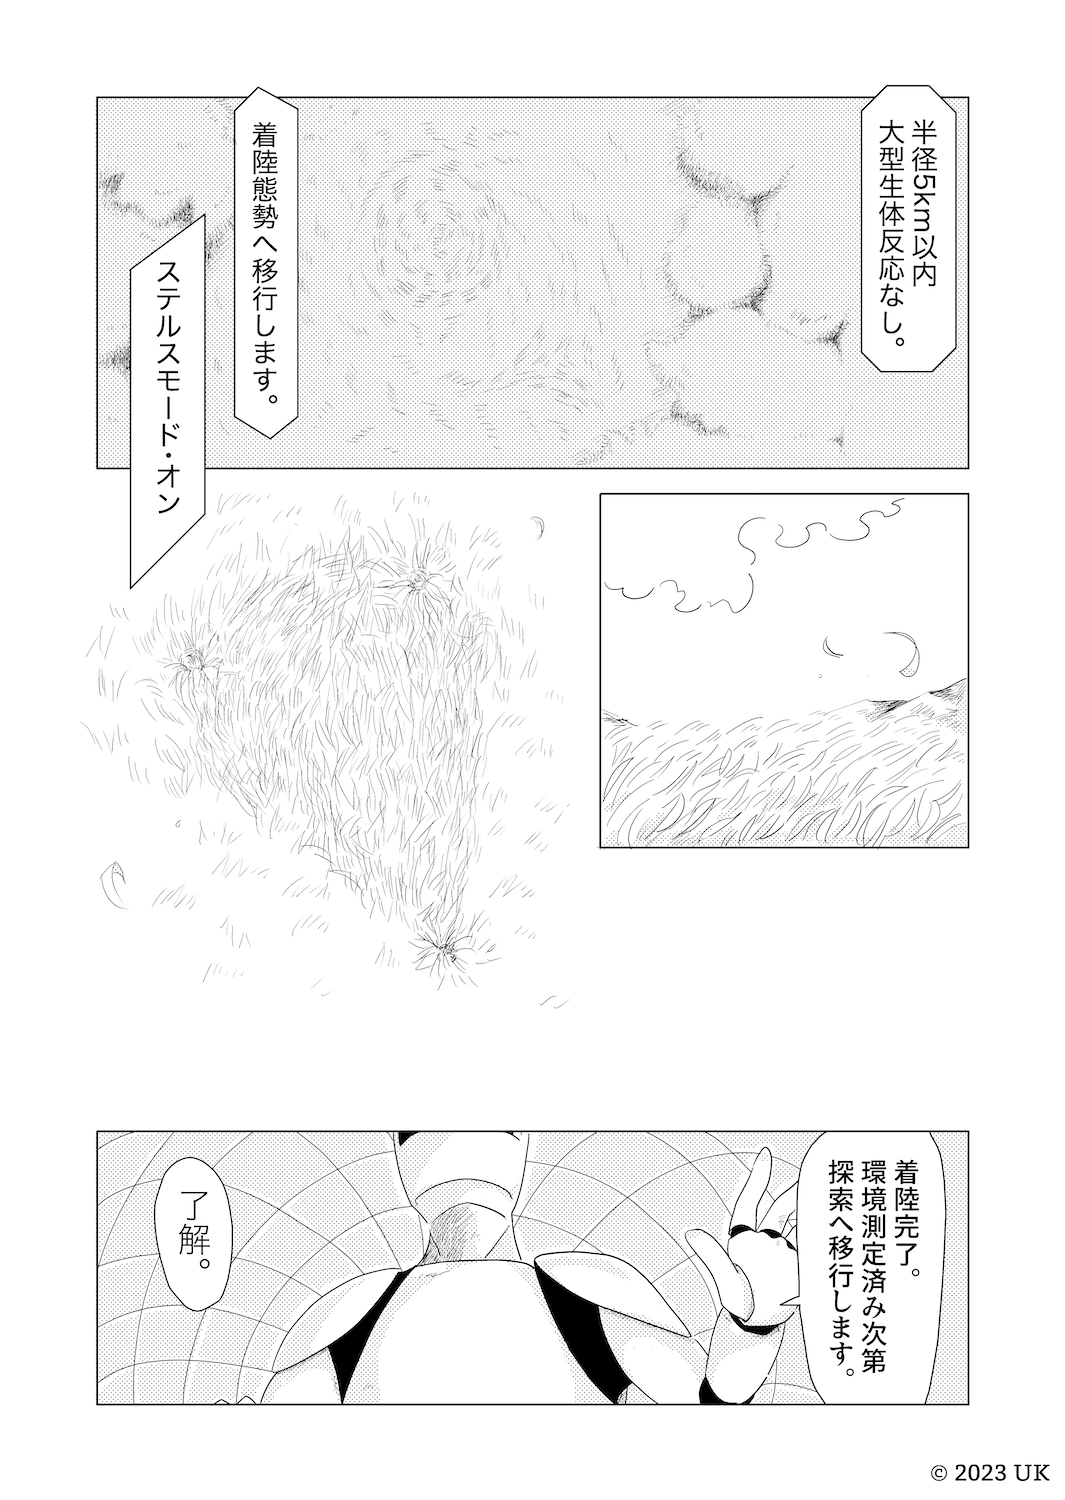 半径5km以内
大型生体反応なし。
着陸態勢へ移行します。
ステルスモード・オン
着陸完了。
環境測定済み次第
探索へ移行します。
了解。
© 2023 UK